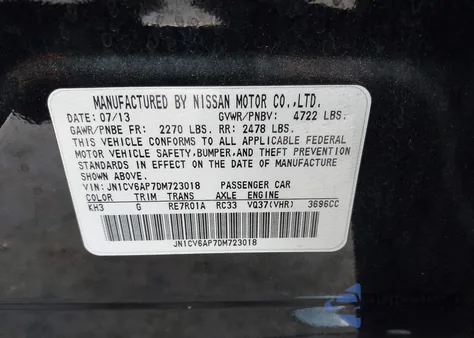 MANUFACTURED BY NISSAN MOTOR CO.,LTD.
DATE: 07/13 GVWR/PNBV: 4722 LBS.
GAWR/PNBE FR: 2270 LBS. RR: 2478 LBS.
THIS VEHICLE CONFORMS TO ALL APPLICABLE FEDERAL
MOTOR VEHICLE SAFETY,BUMPER,AND THEFT PREVENTION
STANDARDS IN EFFECT ON THE DATE OF MANUFACTURE
SHOWN ABOVE.
VIN: JN1CV6AP7DM723018 PASSENGER CAR
COLOR TRIM TRANS AXLE ENGINE
KH3 G RE7R01A RC33 VQ37(VHR) 3696CC
JN1CV6AP7DM723018